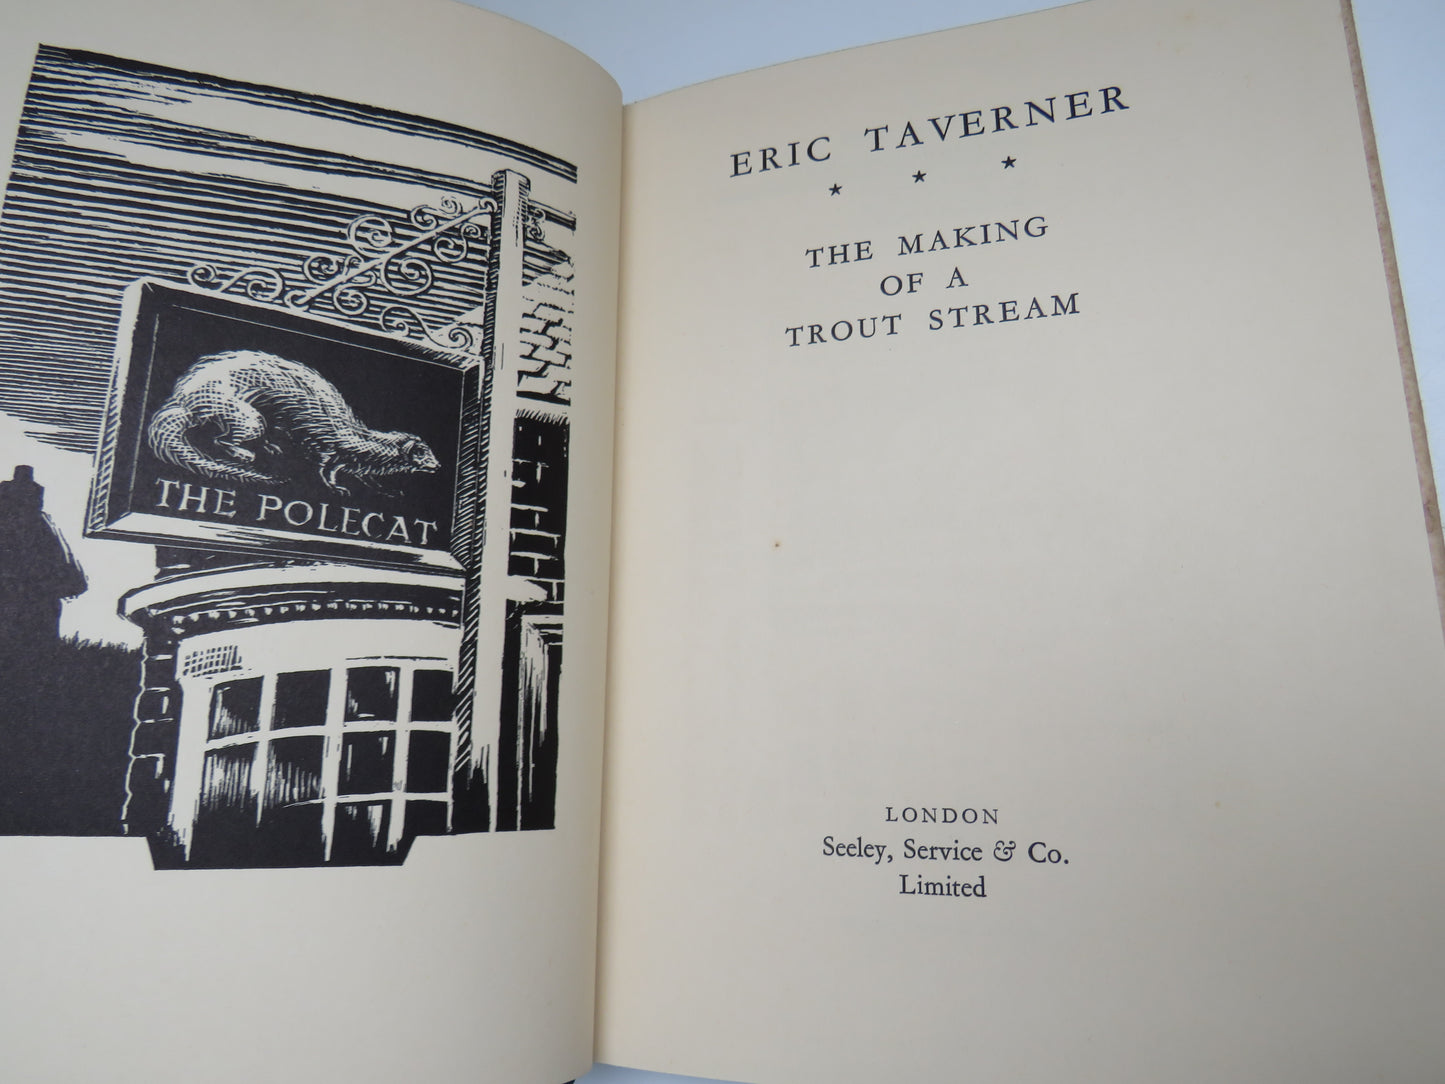 THE POLECAT
ERIC TAVERNER
★ ★ ★
THE MAKING
OF A
TROUT STREAM
LONDON
Seeley, Service & Co.
Limited